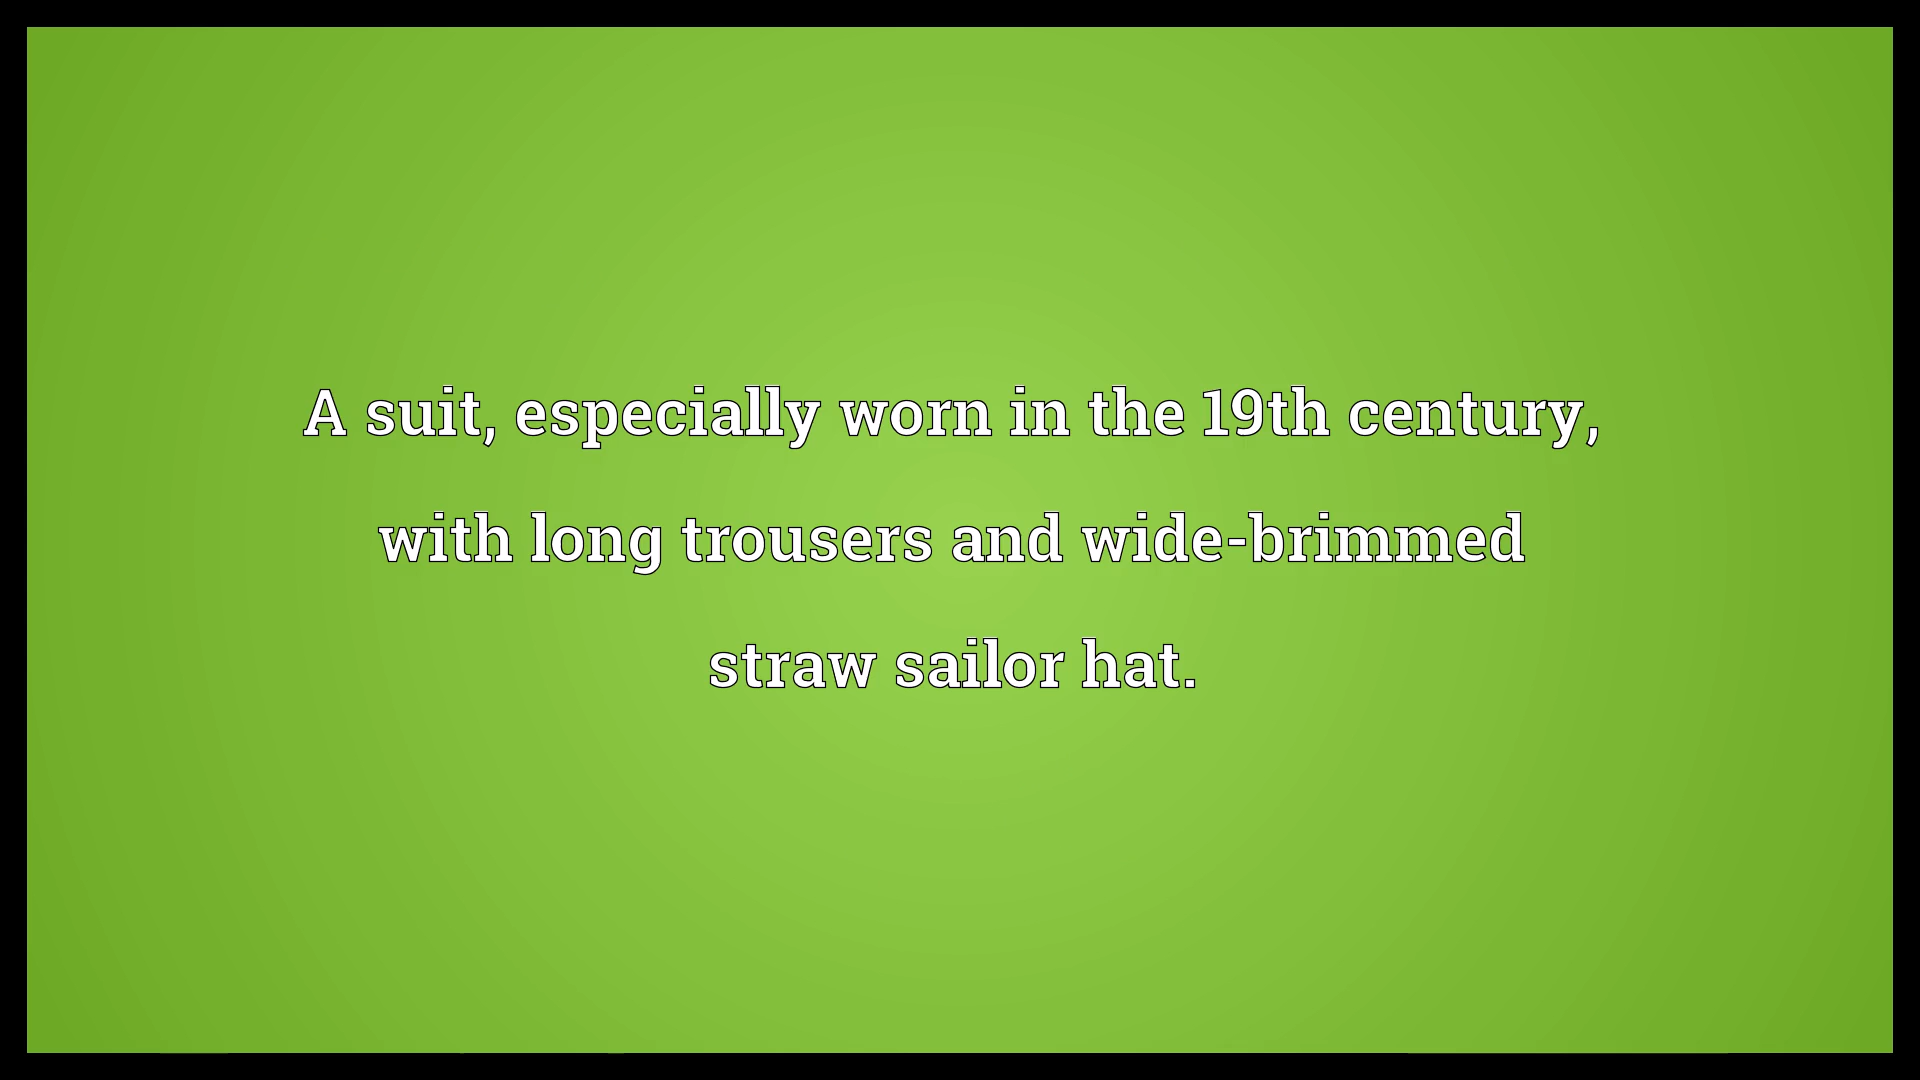 A suit, especially worn in the 19th century,
with long trousers and wide-brimmed
straw sailor hat.